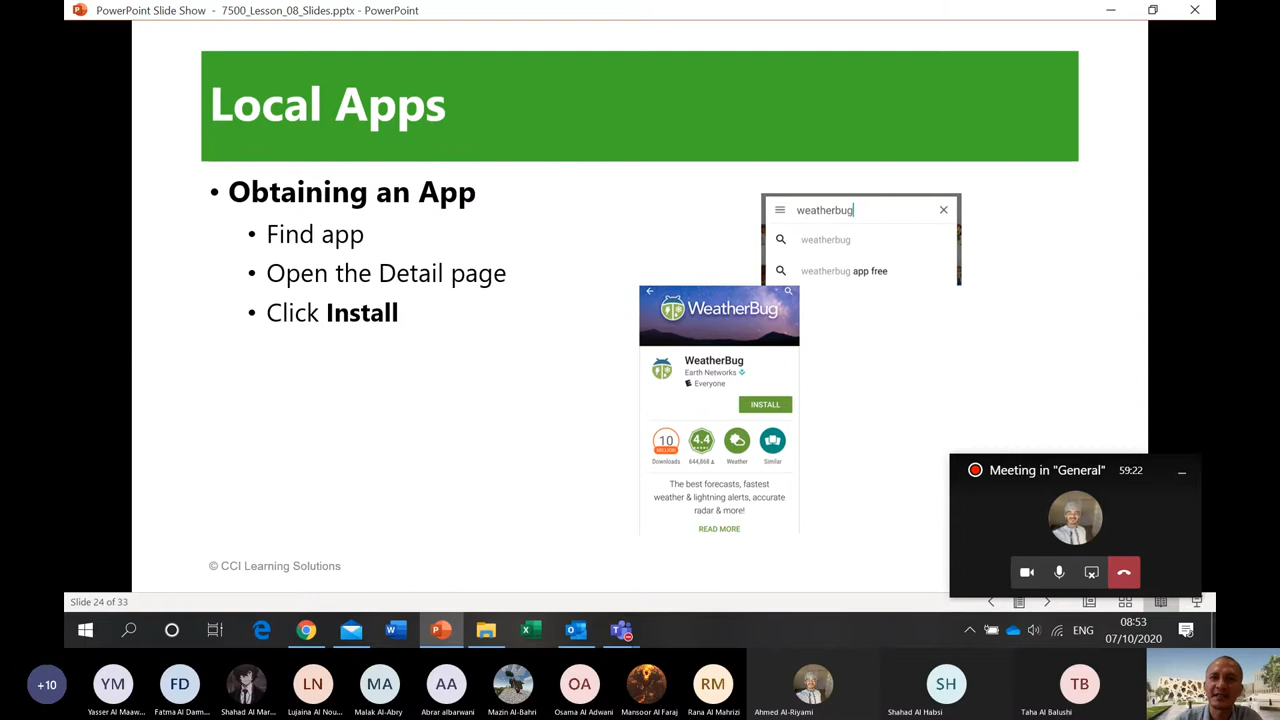 PowerPoint Slide Show - 7500_Lesson_08_Slides.pptx - PowerPoint
Local Apps
• Obtaining an App
• Find app
• Open the Detail page
• Click Install
weatherbug
weatherbug
weatherbug app free
WeatherBug
WeatherBug
Earth Networks
Everyone
INSTALL
10
MILLION
4.4
Downloads
644,868
Weather
Similar
The best forecasts, fastest
weather & lightning alerts, accurate
radar & more!
READ MORE
Meeting in "General" 59:22
© CCI Learning Solutions
Slide 24 of 33
ENG
08:53
07/10/2020
+10
YM
FD
LN
MA
AA
OA
RM
SH
TB
Yasser Al Maaw...
Fatma Al Darm...
Shahad Al Mar...
Lujaina Al Nou...
Malak Al-Abry
Abrar albarwani
Mazin Al-Bahri
Osama Al Adwani
Mansoor Al Faraj
Rana Al Mahrizi
Ahmed Al-Riyami
Shahad Al Habsi
Taha Al Balushi